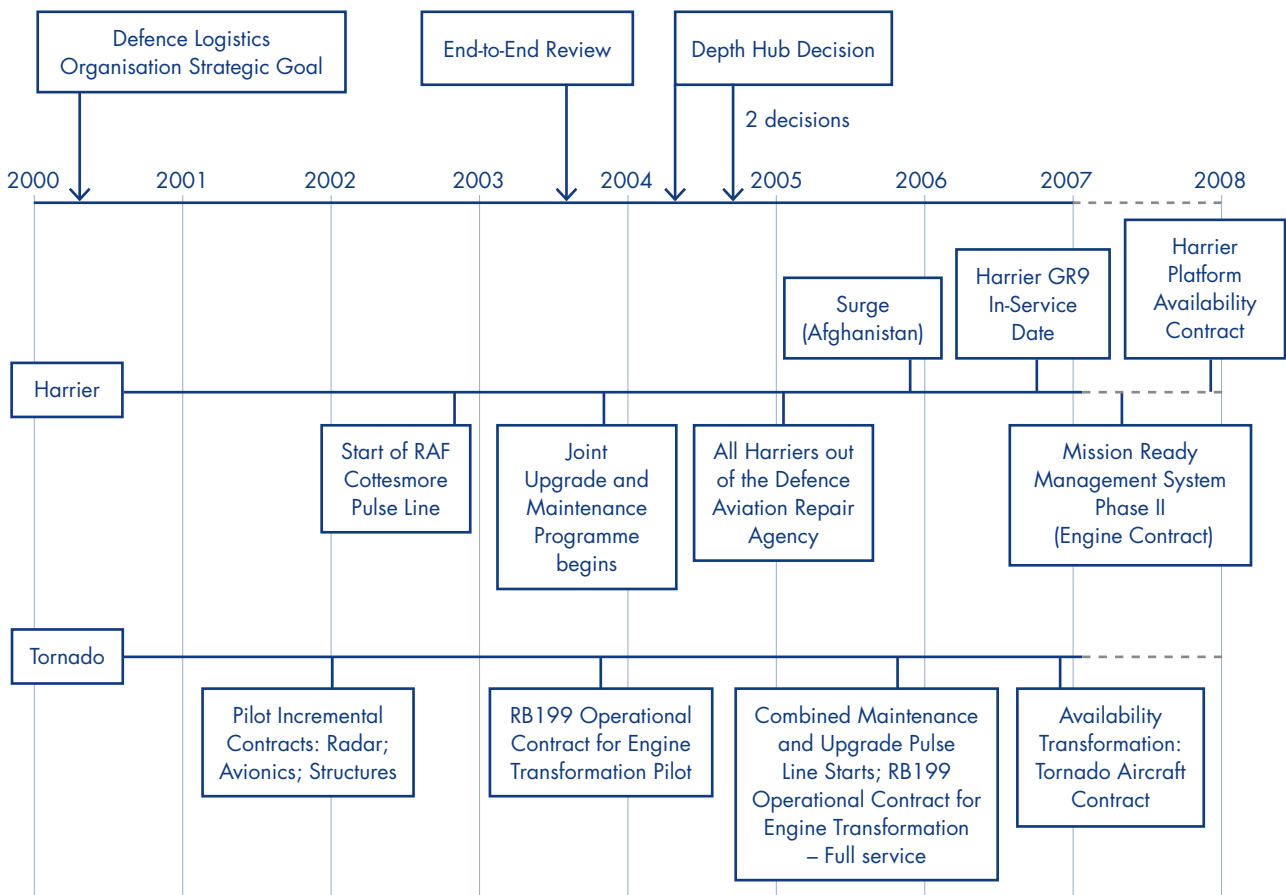 Defence Logistics
Organisation Strategic Goal
End-to-End Review
Depth Hub Decision
2 decisions
2000
2001
2002
2003
2004
2005
2006
2007
2008
Surge
(Afghanistan)
Harrier GR9
In-Service
Date
Harrier
Platform
Availability
Contract
Harrier
Start of RAF
Cottesmore
Pulse Line
Joint
Upgrade and
Maintenance
Programme
begins
All Harriers out
of the Defence
Aviation Repair
Agency
Mission Ready
Management System
Phase II
(Engine Contract)
Tornado
Pilot Incremental
Contracts: Radar;
Avionics; Structures
RB199 Operational
Contract for Engine
Transformation Pilot
Combined Maintenance
and Upgrade Pulse
Line Starts; RB199
Operational Contract for
Engine Transformation
– Full service
Availability
Transformation:
Tornado Aircraft
Contract